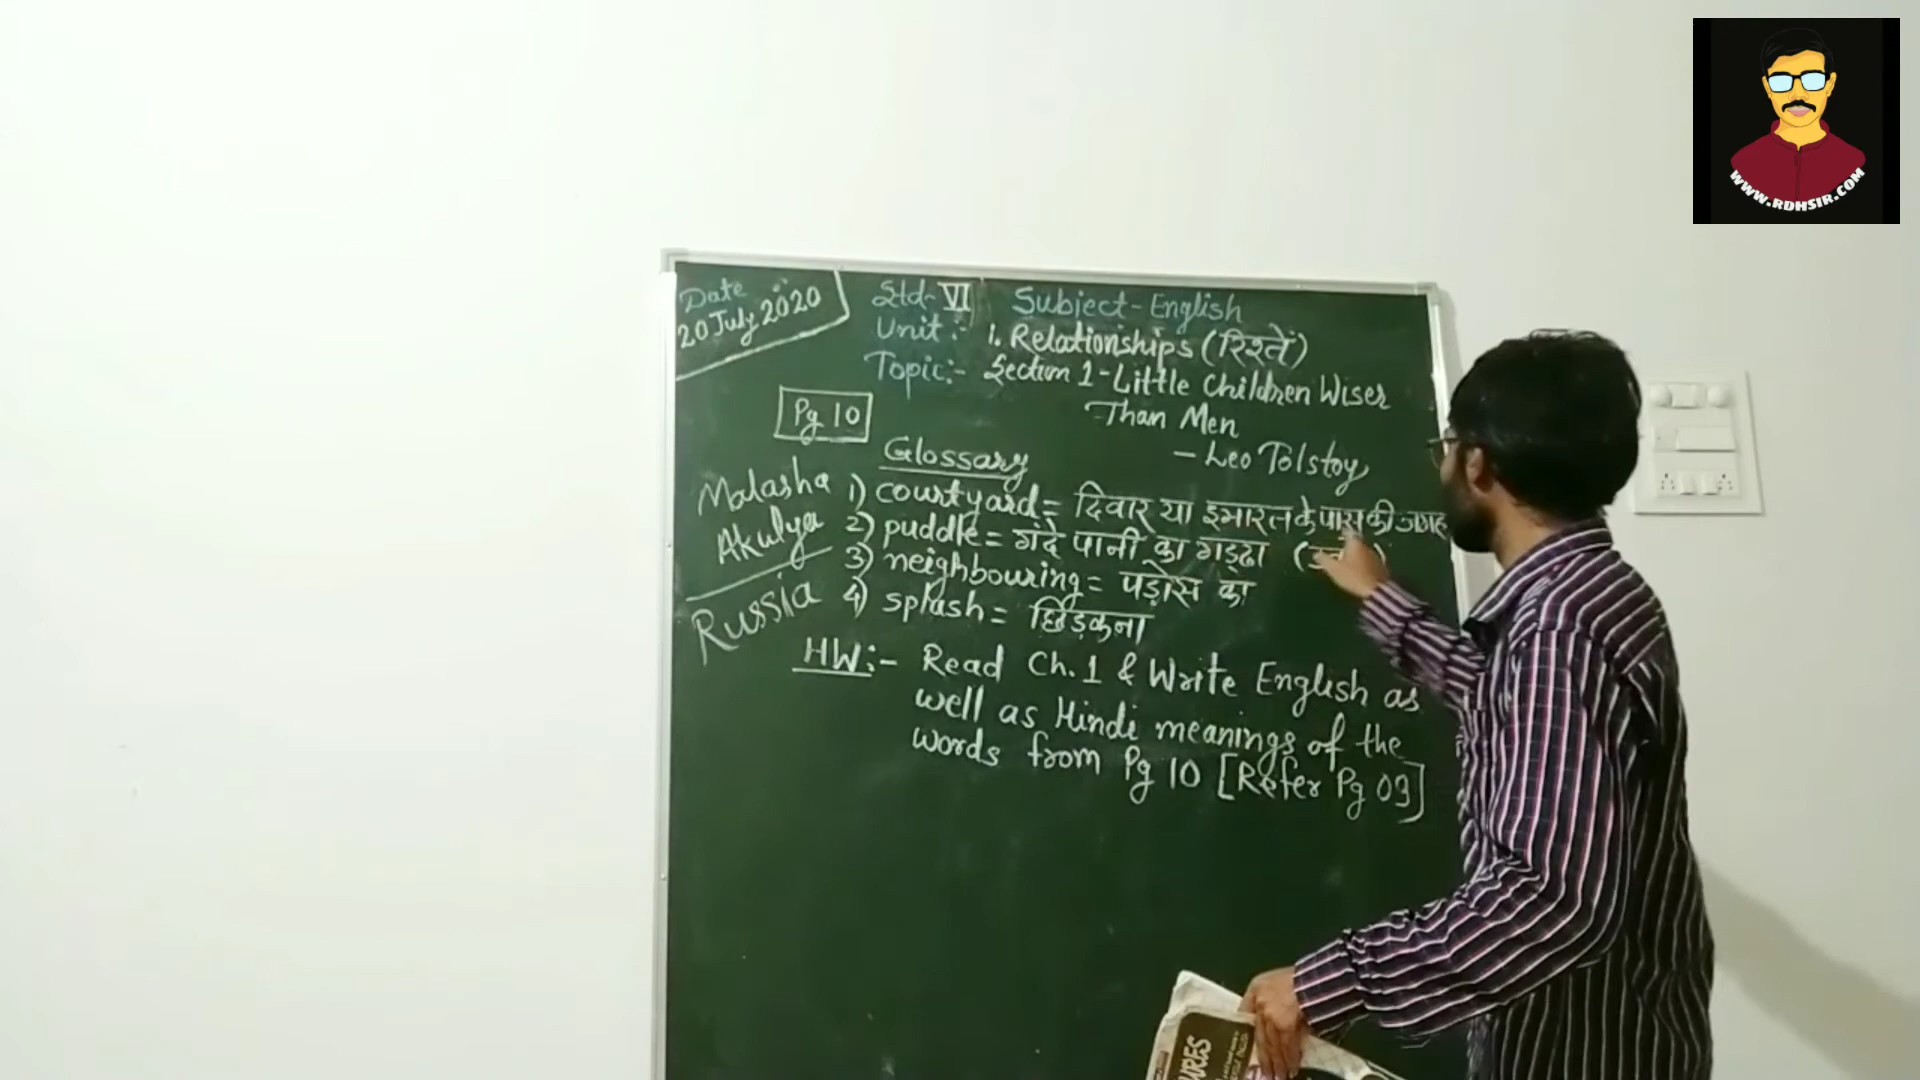 WWW.RDHSIR.COM
Date
20 July 2020
Std- VI Subject - English
Unit :- 1. Relationships (रिश्तें)
Topic:- Section 1 - Little Children Wiser
Than Men
- Leo Tolstoy
Pg 10
Glossary
Malasha
Akulya
Russia
1) courtyard = दिवार या इमारत के पास की जगह
2) puddle = गंदे पानी का गड्ढा
3) neighbouring = पड़ोस का
4) splash = छिड़कना
HW:- Read Ch. 1 & Write English as
well as Hindi meanings of the
words from Pg 10 [Refer Pg 09]
URES